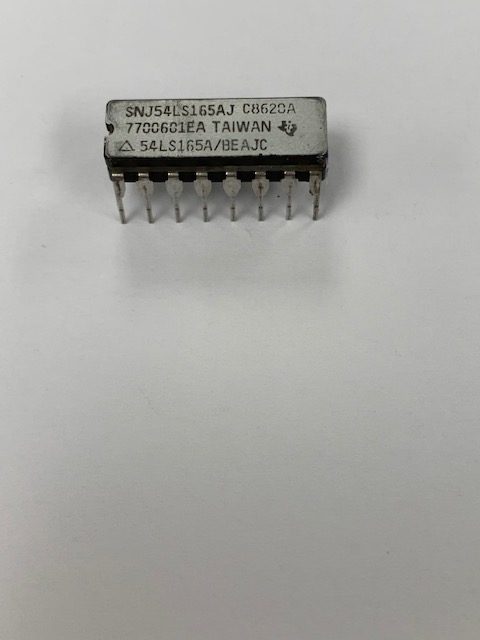 SNJ54LS165AJ C8620A
7700601EA TAIWAN
△ 54LS165A/BEAJC